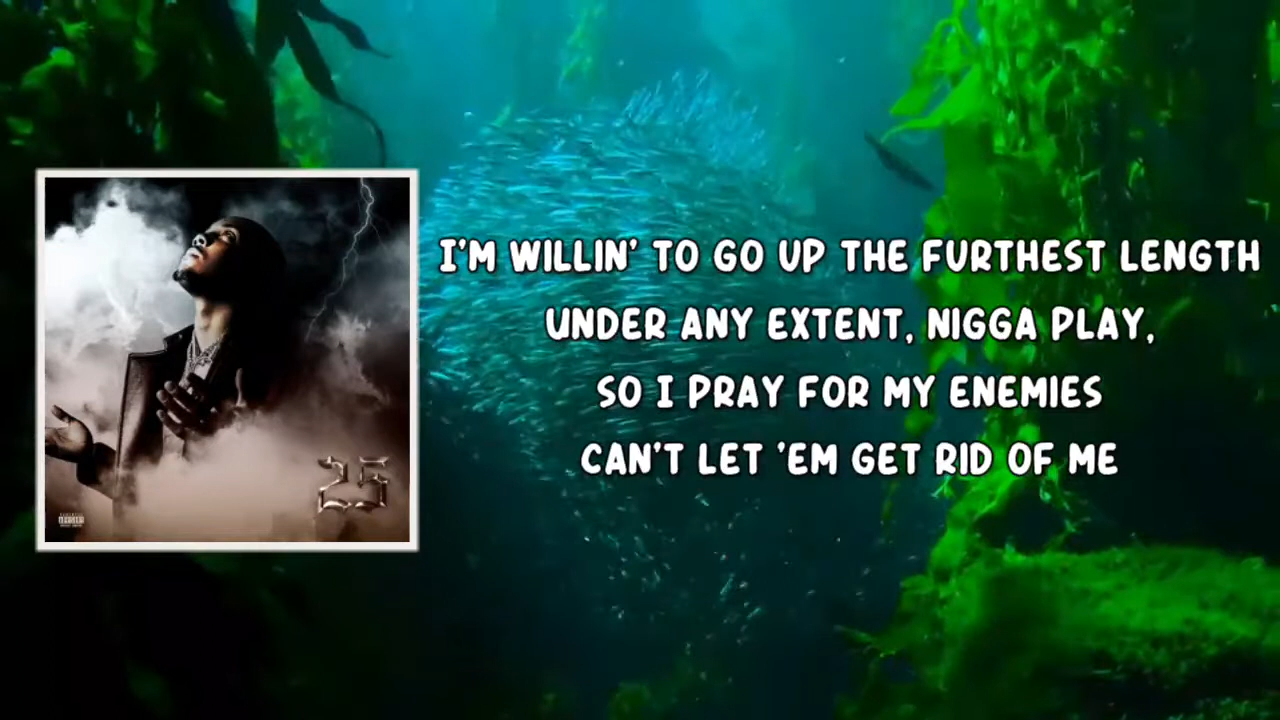 I'M WILLIN' TO GO UP THE FURTHEST LENGTH
UNDER ANY EXTENT, NIGGA PLAY,
SO I PRAY FOR MY ENEMIES
CAN'T LET 'EM GET RID OF ME
25